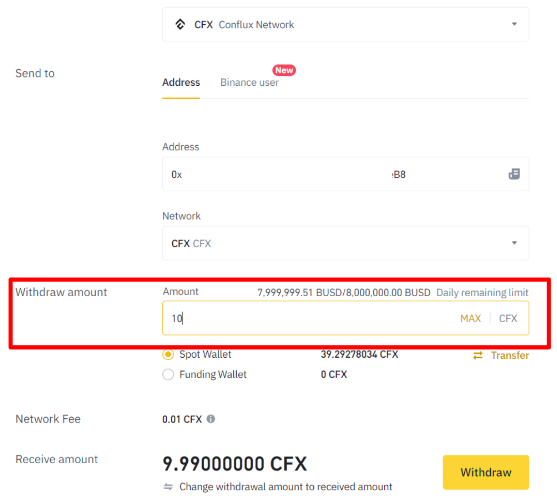 CFX Conflux Network
Send to
Address Binance user New
Address
0x B8
Network
CFX CFX
Withdraw amount
Amount 7,999,999.51 BUSD/8,000,000.00 BUSD Daily remaining limit
10 MAX CFX
Spot Wallet 39.29278034 CFX Transfer
Funding Wallet 0 CFX
Network Fee 0.01 CFX
Receive amount 9.99000000 CFX Withdraw
Change withdrawal amount to received amount